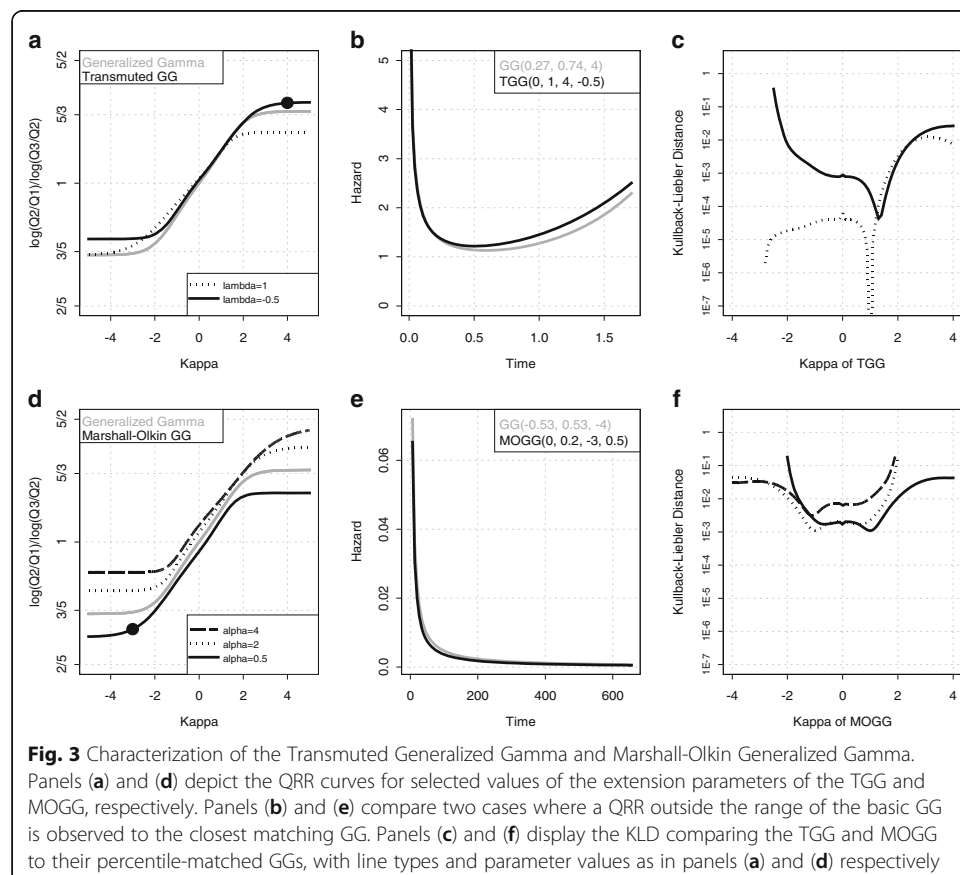 a
log(Q2/Q1)/log(Q3/Q2)
5/2
5/3
1
3/5
2/5
Generalized Gamma
Transmuted GG
lambda=1
lambda=-0.5
-4 -2 0 2 4
Kappa
b
Hazard
5
4
3
2
1
0
GG(0.27, 0.74, 4)
TGG(0, 1, 4, -0.5)
0.0 0.5 1.0 1.5
Time
c
Kullback-Liebler Distance
1
1E-1
1E-2
1E-3
1E-4
1E-5
1E-6
1E-7
-4 -2 0 2 4
Kappa of TGG
d
log(Q2/Q1)/log(Q3/Q2)
5/2
5/3
1
3/5
2/5
Generalized Gamma
Marshall-Olkin GG
alpha=4
alpha=2
alpha=0.5
-4 -2 0 2 4
Kappa
e
Hazard
0.06
0.04
0.02
0.0
GG(-0.53, 0.53, -4)
MOGG(0, 0.2, -3, 0.5)
0 200 400 600
Time
f
Kullback-Liebler Distance
1
1E-1
1E-2
1E-3
1E-4
1E-5
1E-6
1E-7
-4 -2 0 2 4
Kappa of MOGG
Fig. 3 Characterization of the Transmuted Generalized Gamma and Marshall-Olkin Generalized Gamma.
Panels (a) and (d) depict the QRR curves for selected values of the extension parameters of the TGG and
MOGG, respectively. Panels (b) and (e) compare two cases where a QRR outside the range of the basic GG
is observed to the closest matching GG. Panels (c) and (f) display the KLD comparing the TGG and MOGG
to their percentile-matched GGs, with line types and parameter values as in panels (a) and (d) respectively